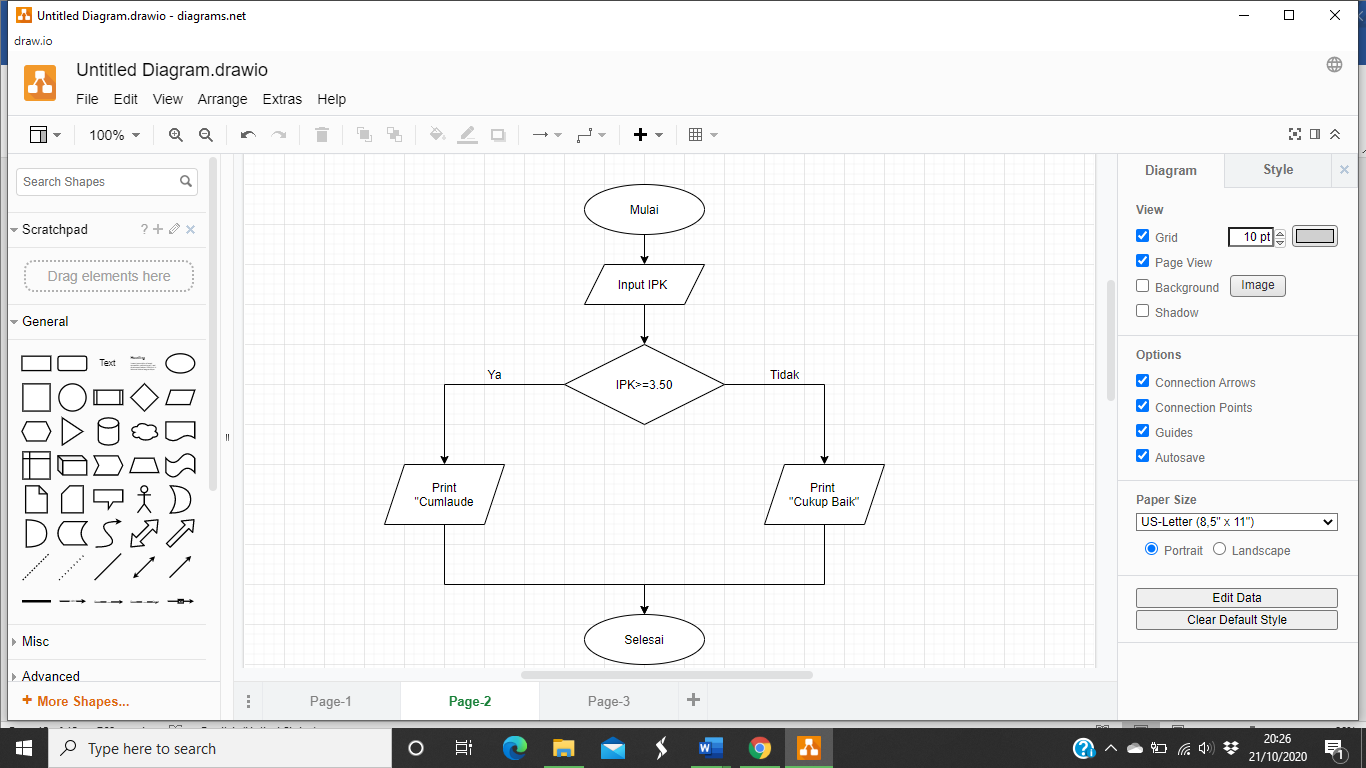 Untitled Diagram.drawio - diagrams.net
draw.io
Untitled Diagram.drawio
File Edit View Arrange Extras Help
100%
Search Shapes
Scratchpad
?
Drag elements here
General
Text
Heading
Misc
Advanced
+ More Shapes...
Mulai
Input IPK
IPK>=3.50
Ya
Tidak
Print
"Cumlaude
Print
"Cukup Baik"
Selesai
Page-1 Page-2 Page-3
Diagram Style
View
Grid 10 pt
Page View
Background Image
Shadow
Options
Connection Arrows
Connection Points
Guides
Autosave
Paper Size
US-Letter (8,5" x 11")
Portrait Landscape
Edit Data
Clear Default Style
Type here to search
20:26
21/10/2020
1